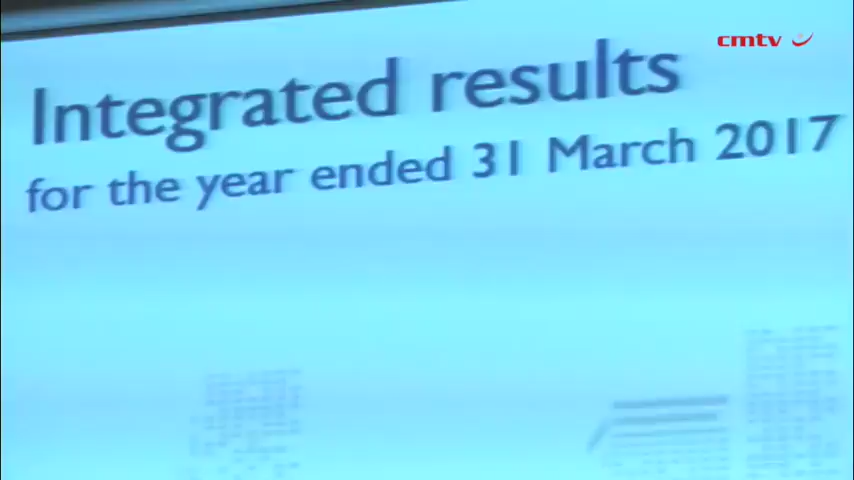 cmtv
Integrated results
for the year ended 31 March 2017